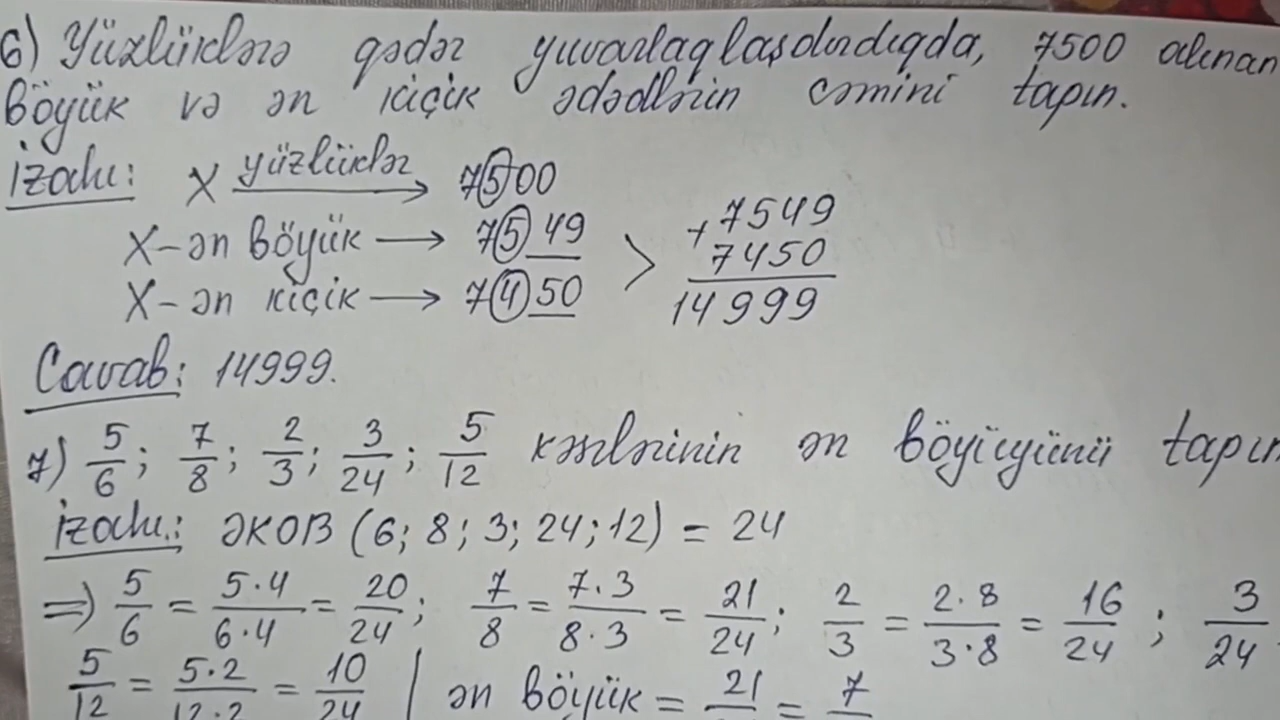 6) Yüzlüklərə qədər yuvarlaqlaşdırdıqda, 7500 alınan
böyük və ən kiçik ədədlərin cəmini tapın.
İzahı: X yüzlüklər → 7500
X-ən böyük → 7549
X-ən kiçik → 7450
> +7549
7450
14999
Cavab: 14999.
7) 5/6; 7/8; 2/3; 3/24; 5/12 kəsrlərinin ən böyüyünü tapın
İzahı: ƏKOB (6; 8; 3; 24; 12) = 24
⇒) 5/6 = 5·4/6·4 = 20/24; 7/8 = 7·3/8·3 = 21/24; 2/3 = 2·8/3·8 = 16/24; 3/24
5/12 = 5·2/12·2 = 10/24 | ən böyük = 21/ = 7/